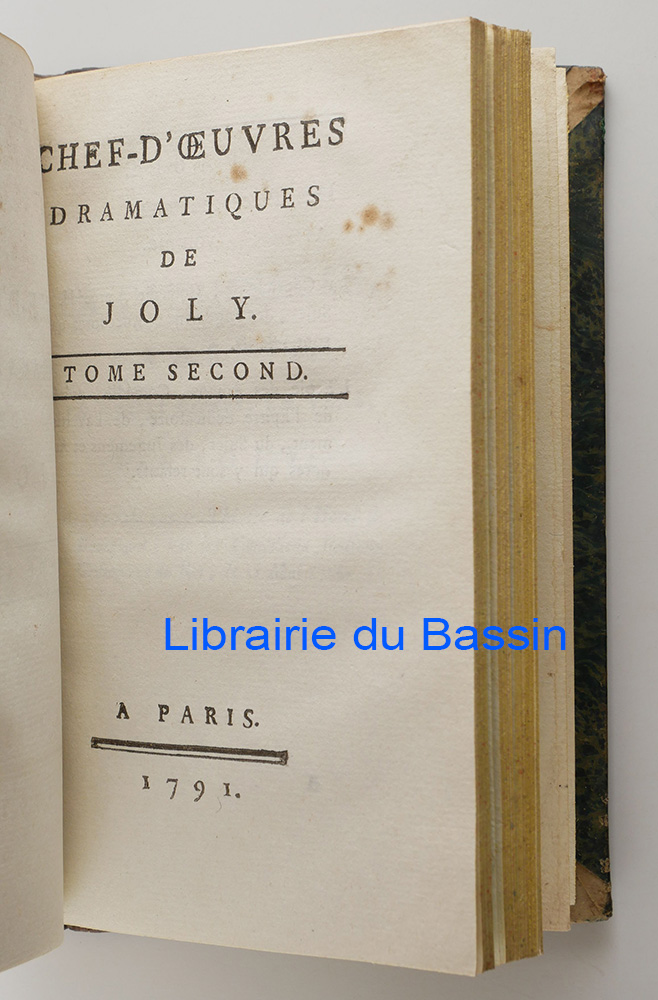 CHEF-D'ŒUVRES
DRAMATIQUES
DE
JOLY.
TOME SECOND.
Librairie du Bassin
A PARIS.
1791.